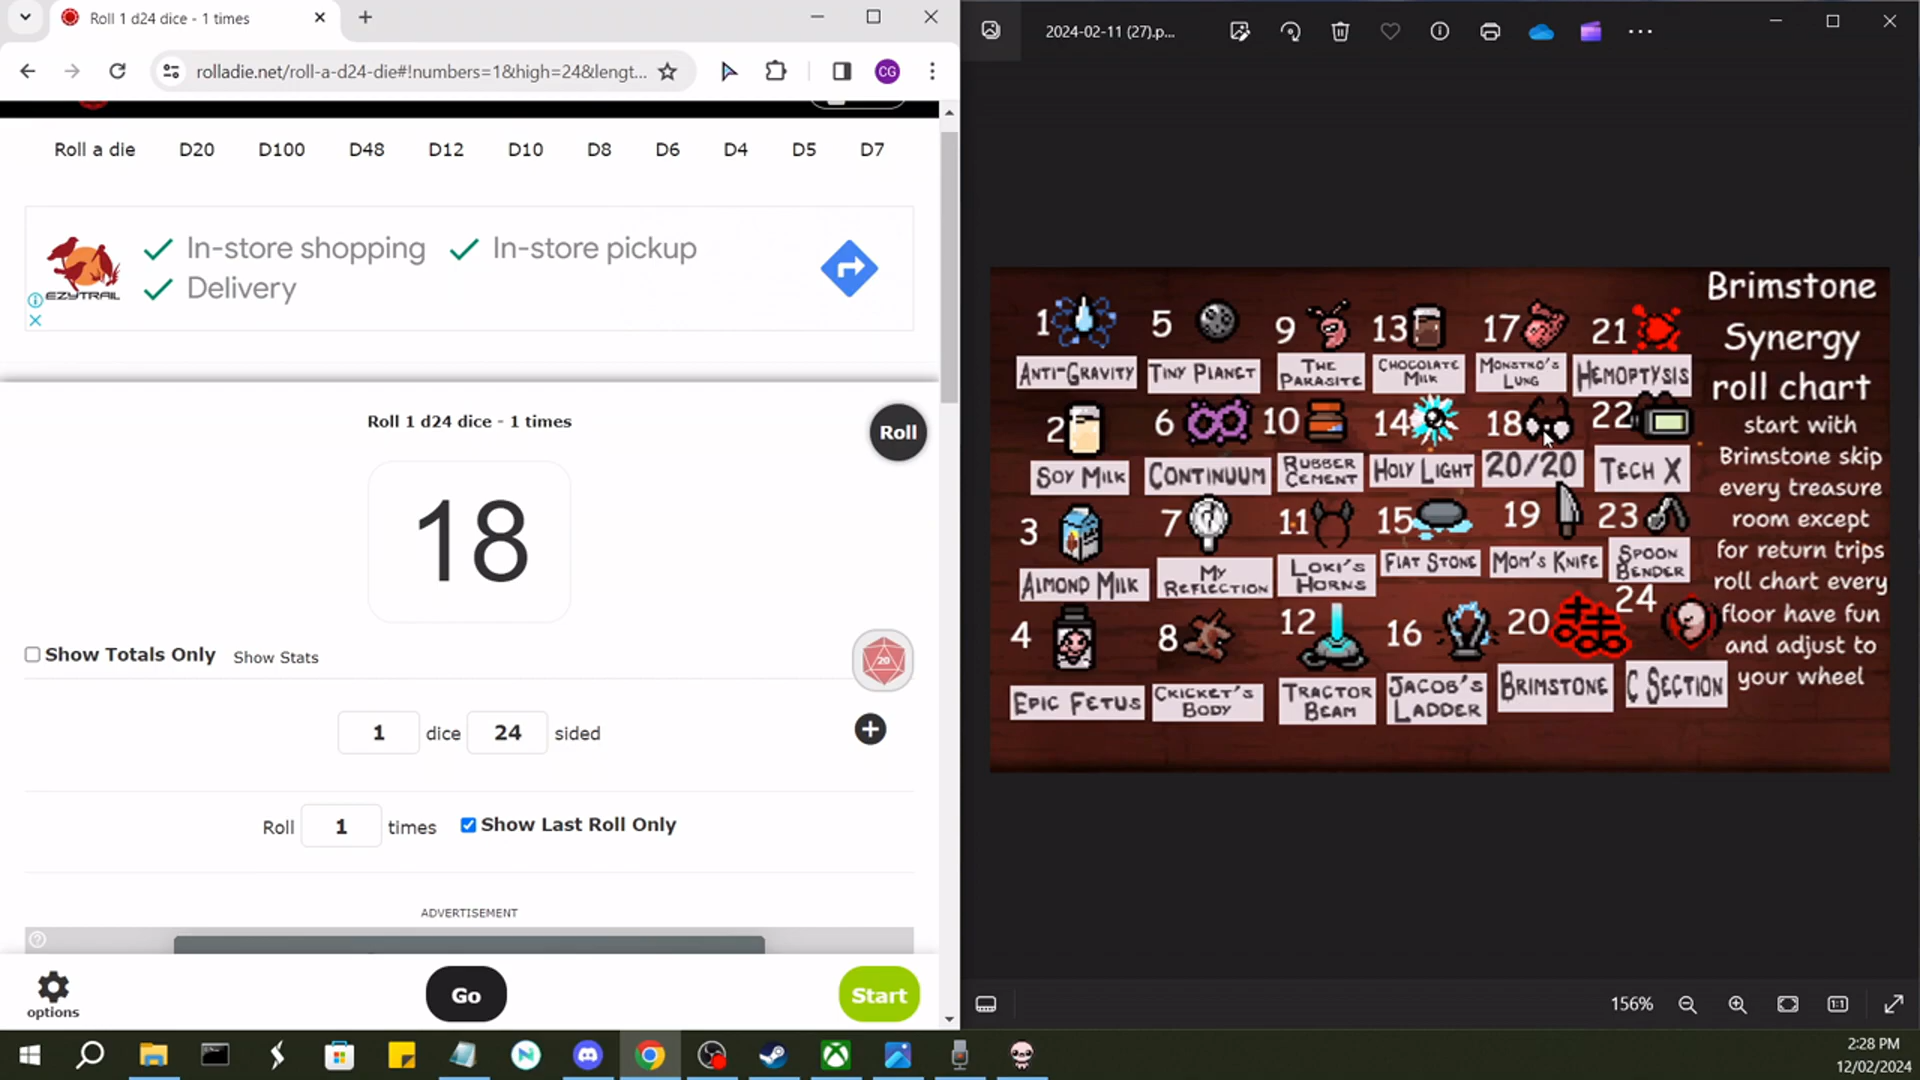 Roll 1 d24 dice - 1 times
CG
rolladie.net/roll-a-d24-die#!numbers=1&high=24&lengt...
Roll a die D20 D100 D48 D12 D10 D8 D6 D4 D5 D7
EZYTRAIL
In-store shopping In-store pickup
Delivery
Roll 1 d24 dice - 1 times
Roll
18
Show Totals Only Show Stats
20
1 dice 24 sided
Roll 1 times Show Last Roll Only
ADVERTISEMENT
options
Go
Start
2024-02-11 (27).p...
1 5 9 13 17 21
ANTI-GRAVITY TINY PLANET THE PARASITE CHOCOLATE MILK MONSTRO'S LUNG HEMOPTYSIS
2 6 10 14 18 22
SOY MILK CONTINUUM RUBBER CEMENT HOLY LIGHT 20/20 TECH X
3 7 11 15 19 23
ALMOND MILK MY REFLECTION LOKI'S HORNS FLAT STONE MOM'S KNIFE SPOON BENDER
4 8 12 16 20 24
EPIC FETUS CRICKET'S BODY TRACTOR BEAM JACOB'S LADDER BRIMSTONE C SECTION
Brimstone
Synergy
roll chart
start with
Brimstone skip
every treasure
room except
for return trips
roll chart every
floor have fun
and adjust to
your wheel
156%
1:1
2:28 PM
12/02/2024